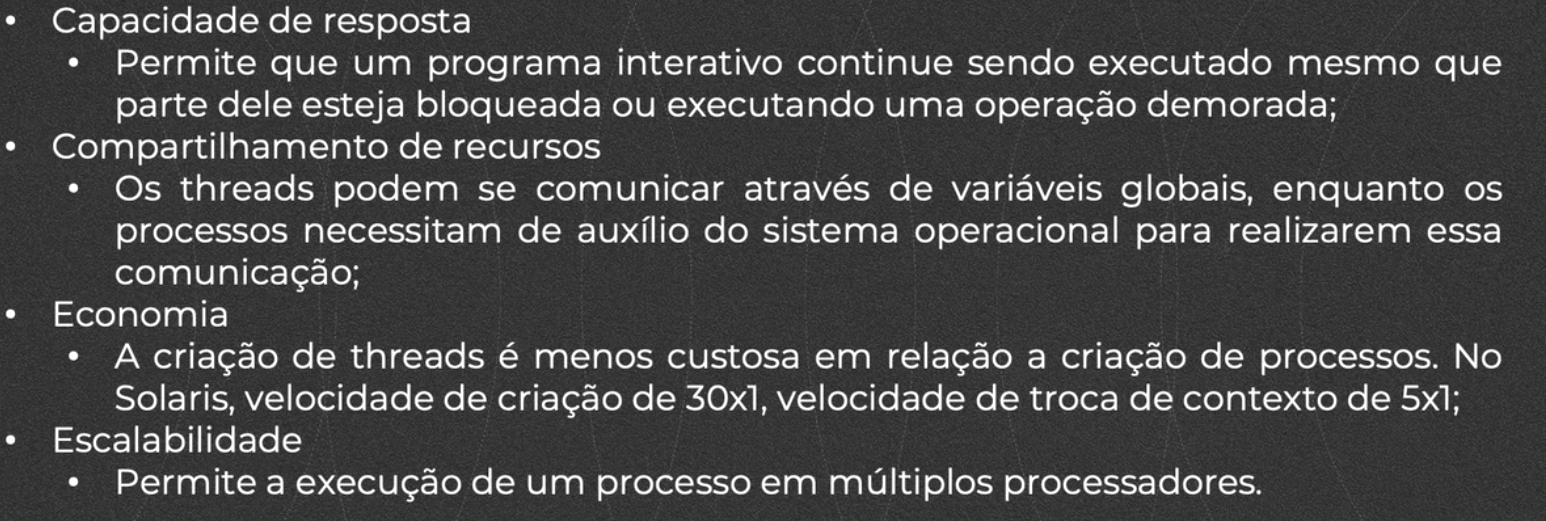 • Capacidade de resposta
• Permite que um programa interativo continue sendo executado mesmo que
parte dele esteja bloqueada ou executando uma operação demorada;
• Compartilhamento de recursos
• Os threads podem se comunicar através de variáveis globais, enquanto os
processos necessitam de auxílio do sistema operacional para realizarem essa
comunicação;
• Economia
• A criação de threads é menos custosa em relação a criação de processos. No
Solaris, velocidade de criação de 30x1, velocidade de troca de contexto de 5x1;
• Escalabilidade
• Permite a execução de um processo em múltiplos processadores.